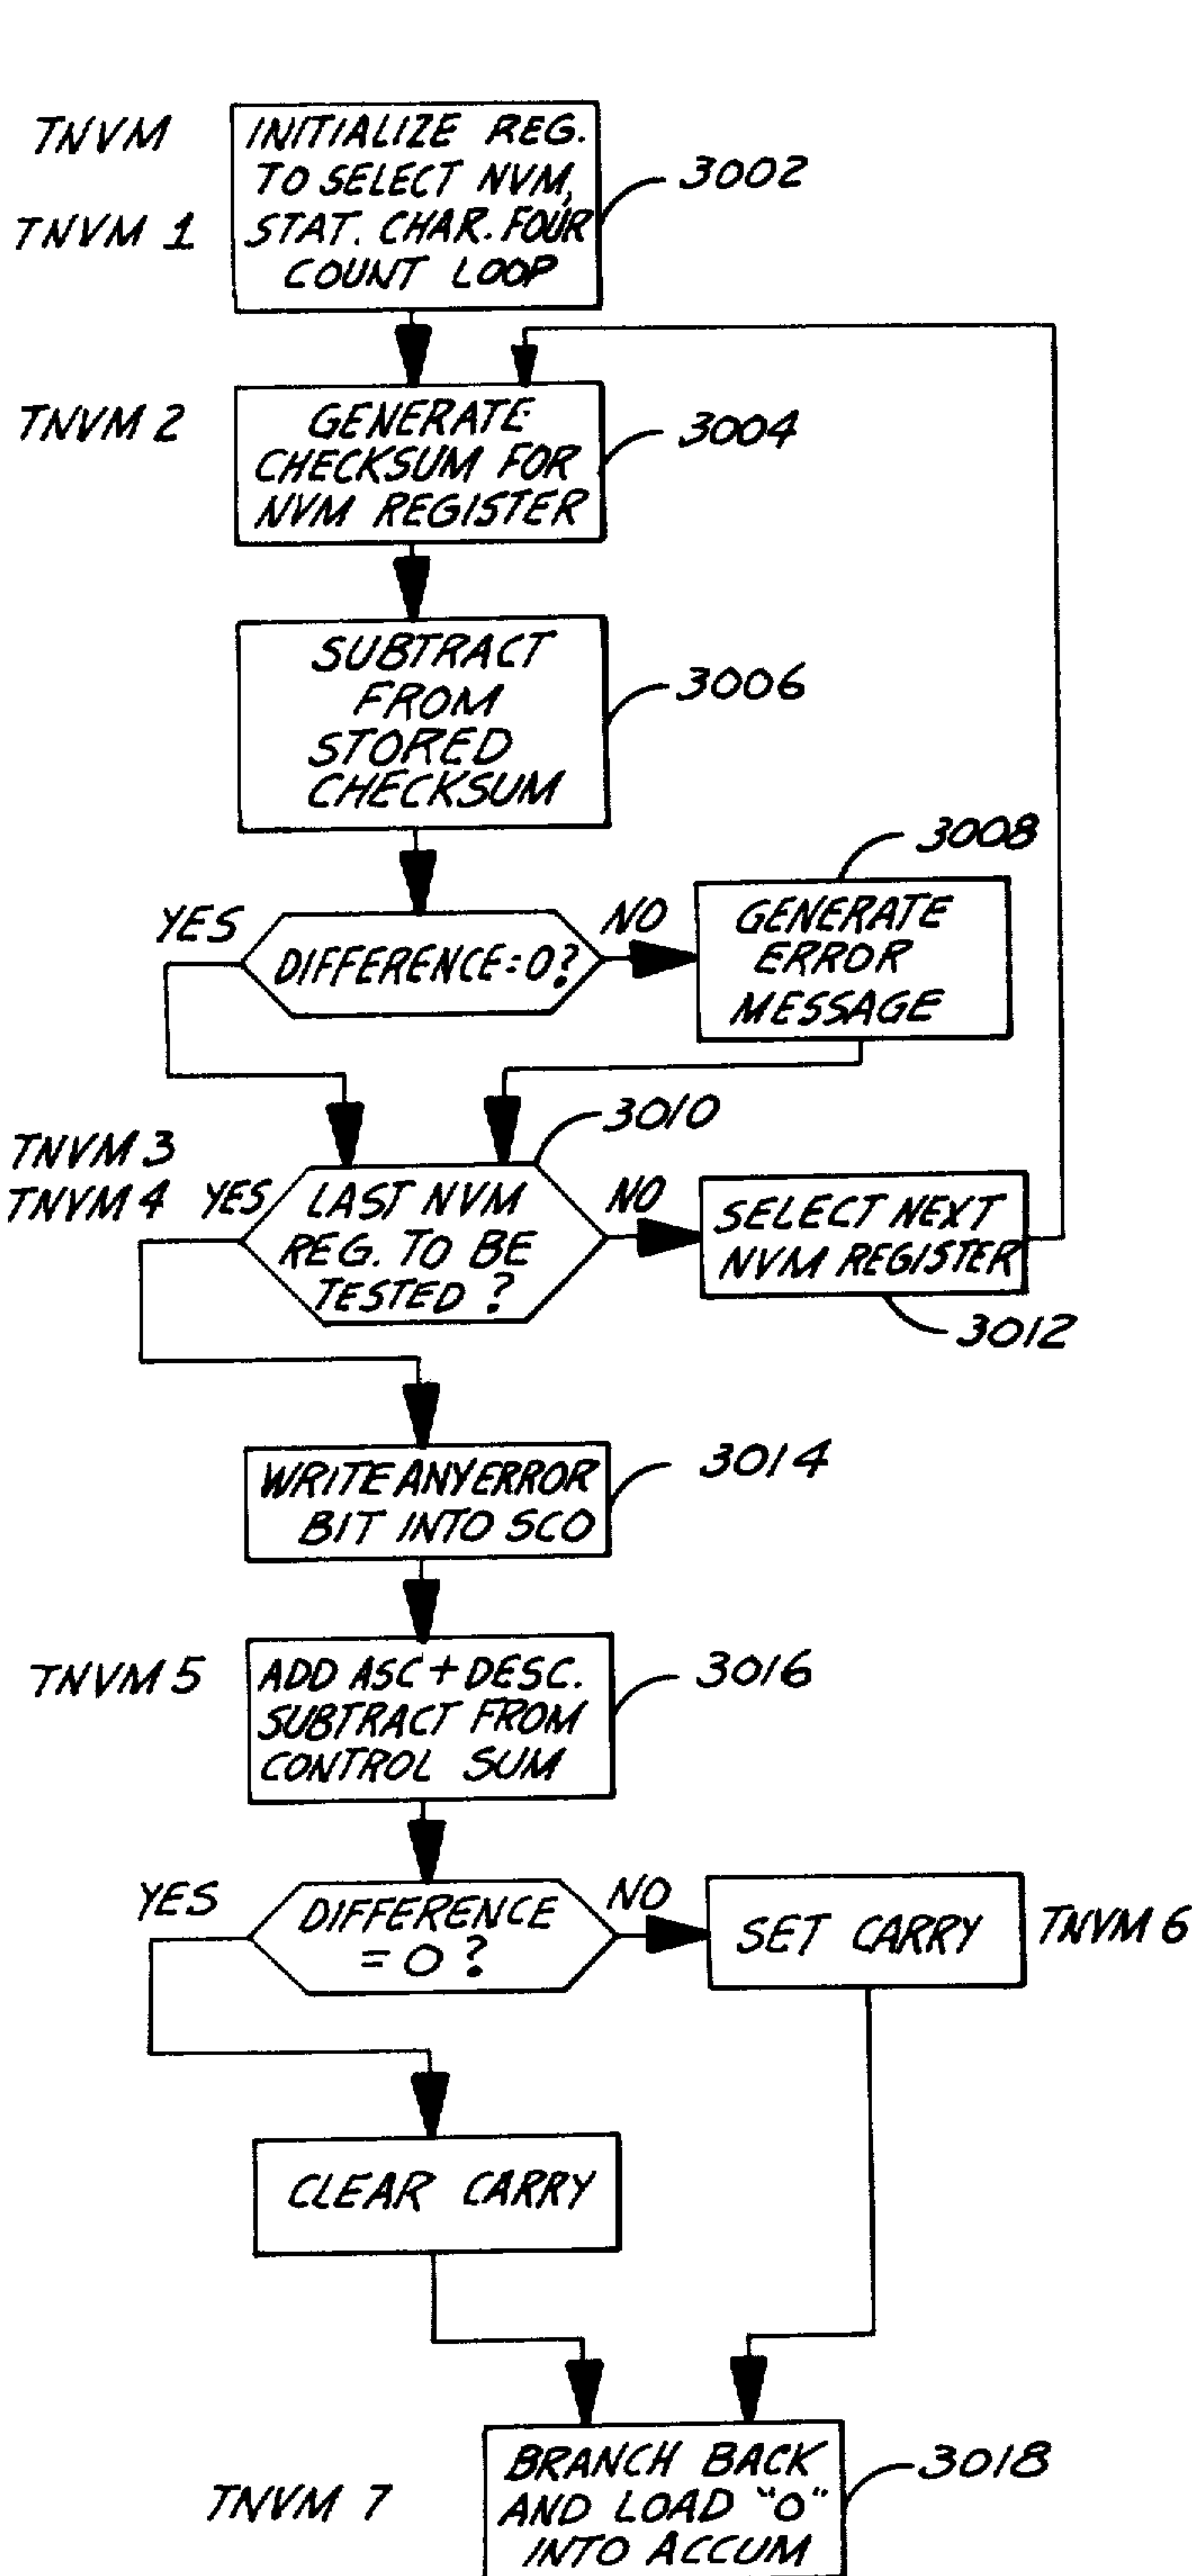 TNVM
INITIALIZE REG.
TO SELECT NVM,
STAT. CHAR. FOUR
COUNT LOOP
3002
TNVM 1
TNVM 2
GENERATE
CHECKSUM FOR
NVM REGISTER
3004
SUBTRACT
FROM
STORED
CHECKSUM
3006
YES
DIFFERENCE=0?
NO
3008
GENERATE
ERROR
MESSAGE
3010
TNVM 3
TNVM 4
YES
LAST NVM
REG. TO BE
TESTED?
NO
SELECT NEXT
NVM REGISTER
3012
WRITE ANY ERROR
BIT INTO SCO
3014
TNVM 5
ADD ASC + DESC.
SUBTRACT FROM
CONTROL SUM
3016
YES
DIFFERENCE
= 0 ?
NO
SET CARRY
TNVM 6
CLEAR CARRY
TNVM 7
BRANCH BACK
AND LOAD "0"
INTO ACCUM
3018